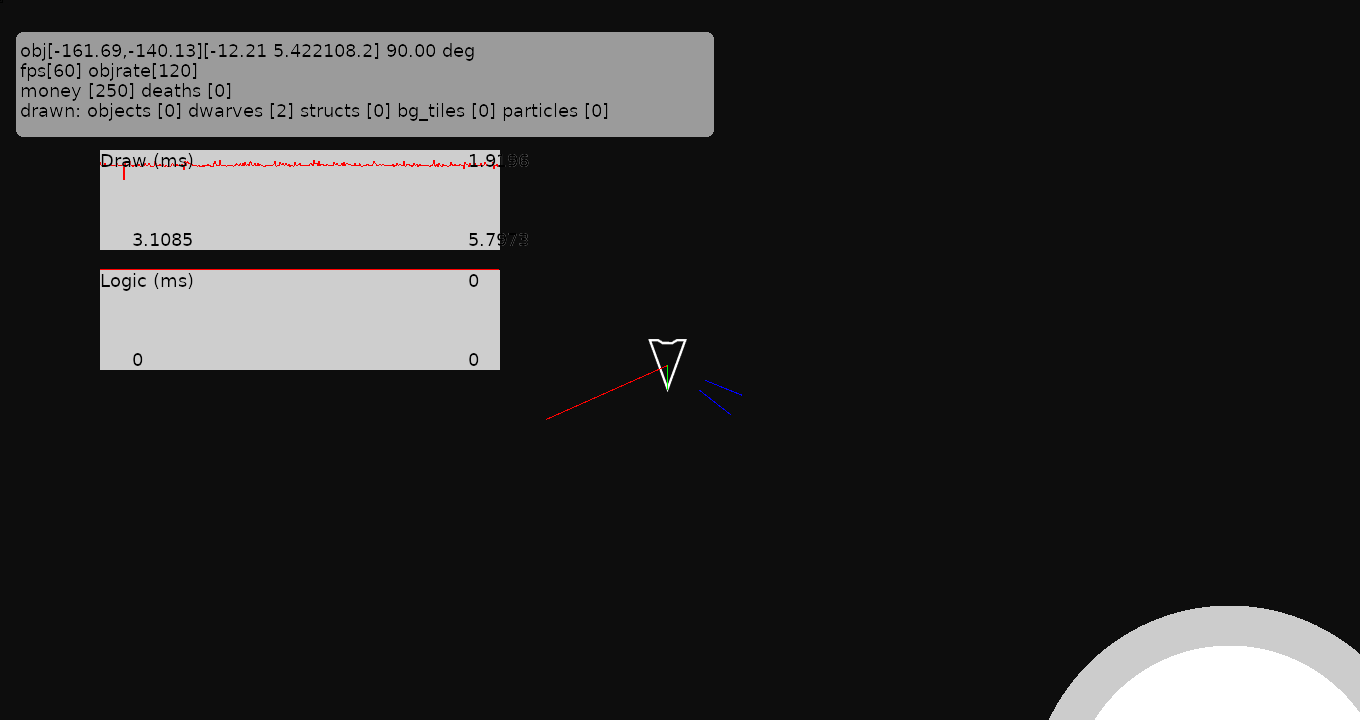 obj[-161.69,-140.13][-12.21 5.422108.2] 90.00 deg
fps[60] objrate[120]
money [250] deaths [0]
drawn: objects [0] dwarves [2] structs [0] bg_tiles [0] particles [0]
Draw (ms) 1.9196
3.1085 5.7973
Logic (ms) 0
0 0